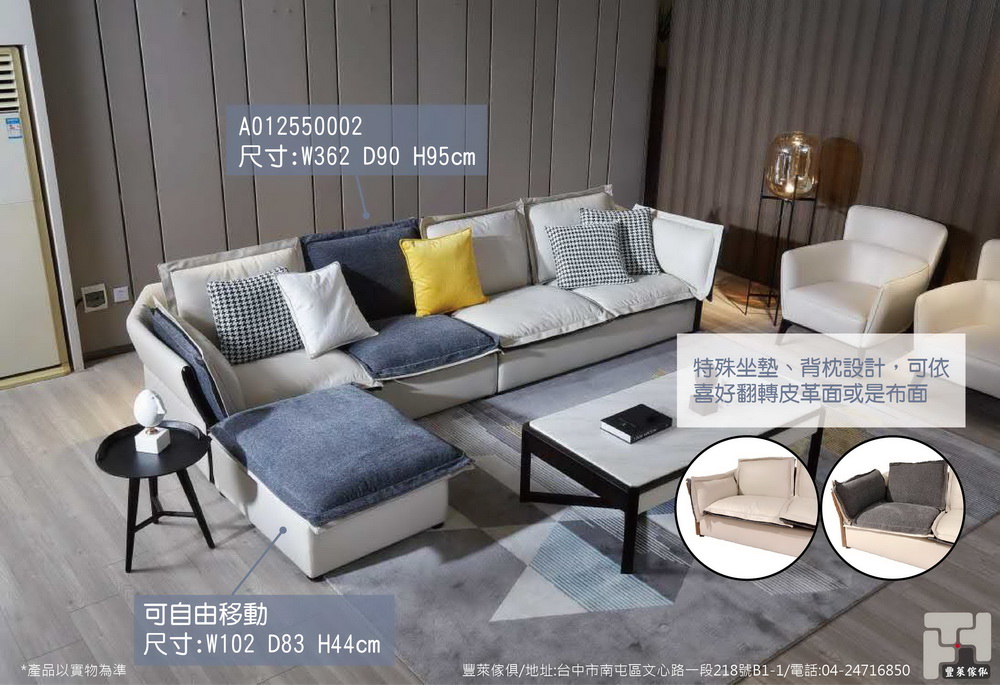 A012550002
尺寸:W362 D90 H95cm
特殊坐墊、背枕設計，可依
喜好翻轉皮革面或是布面
可自由移動
尺寸:W102 D83 H44cm
*產品以實物為準
豐萊傢俱/地址:台中市南屯區文心路一段218號B1-1/電話:04-24716850
豐萊傢俬